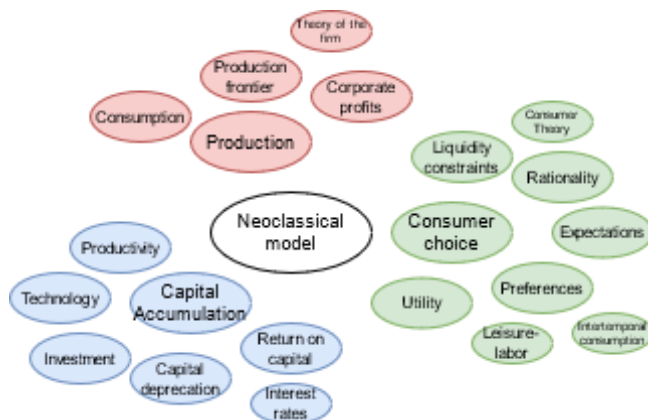 Theory of the
firm
Production
frontier
Corporate
profits
Consumption
Production
Consumer
Theory
Liquidity
constraints
Rationality
Neoclassical
model
Consumer
choice
Expectations
Productivity
Technology
Capital
Accumulation
Utility
Preferences
Leisure-
labor
Intertemporal
consumption
Investment
Capital
deprecation
Return on
capital
Interest
rates